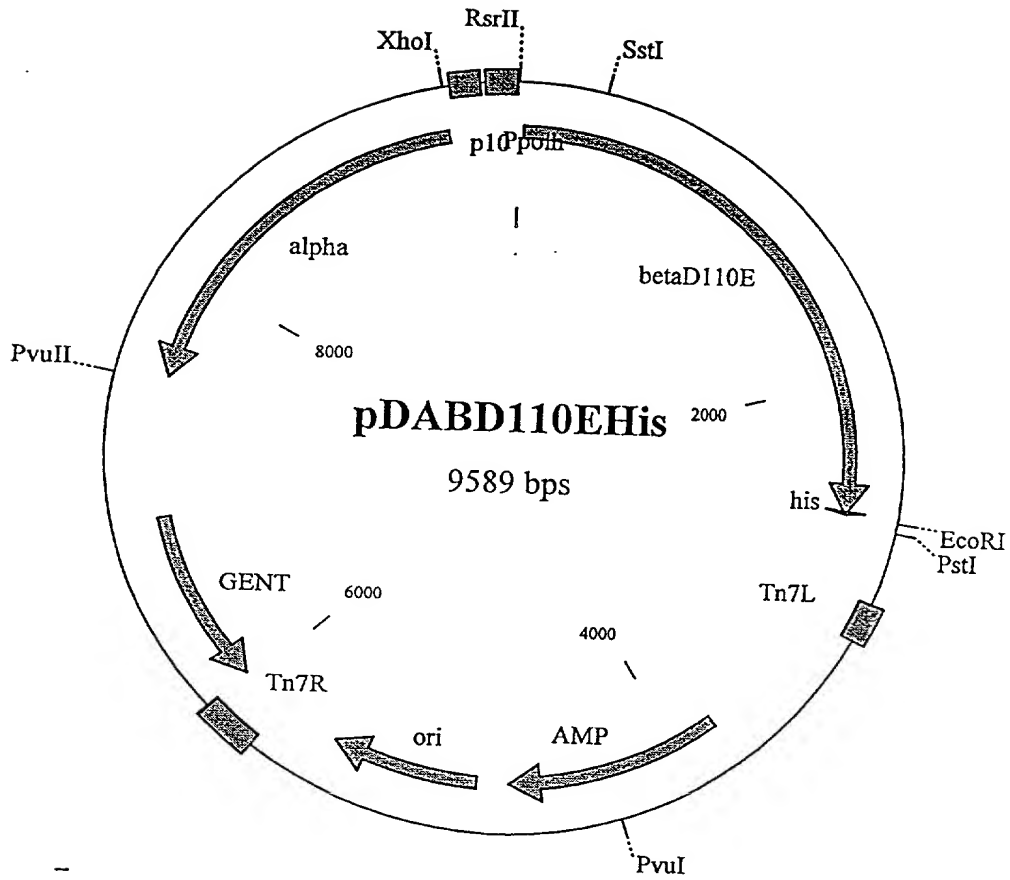 RsrII
XhoI
SstI
p10
Ppolh
alpha
betaD110E
8000
PvuII
pDABD110EHis
2000
9589 bps
his
EcoRI
PstI
GENT
6000
Tn7L
4000
Tn7R
ori
AMP
PvuI